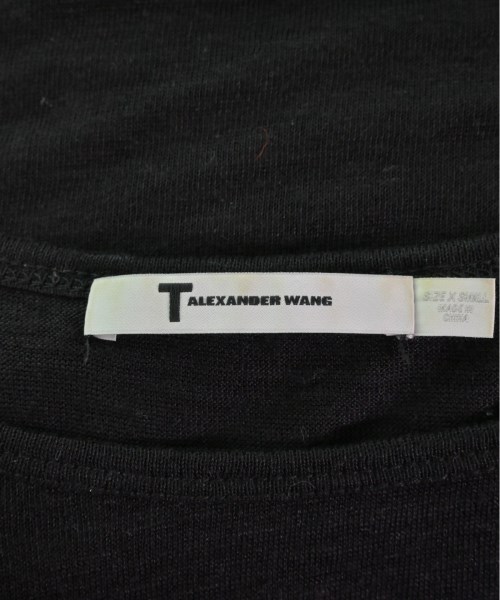 T ALEXANDER WANG
SIZE X SMALL
MADE IN
CHINA